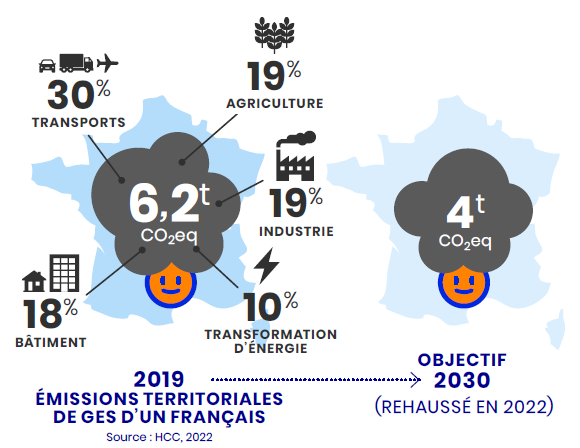 30%
TRANSPORTS
19%
AGRICULTURE
6,2t
CO₂eq
19%
INDUSTRIE
18%
BÂTIMENT
10%
TRANSFORMATION
D’ÉNERGIE
4t
CO₂eq
2019
ÉMISSIONS TERRITORIALES
DE GES D’UN FRANÇAIS
Source : HCC, 2022
OBJECTIF
2030
(REHAUSSÉ EN 2022)